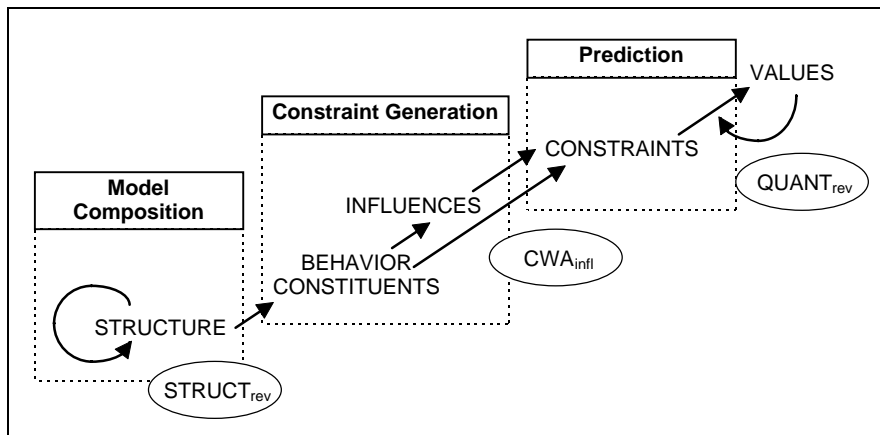 Prediction
VALUES
Constraint Generation
CONSTRAINTS
Model
Composition
QUANTrev
INFLUENCES
BEHAVIOR
CONSTITUENTS
CWAinfl
STRUCTURE
STRUCTrev